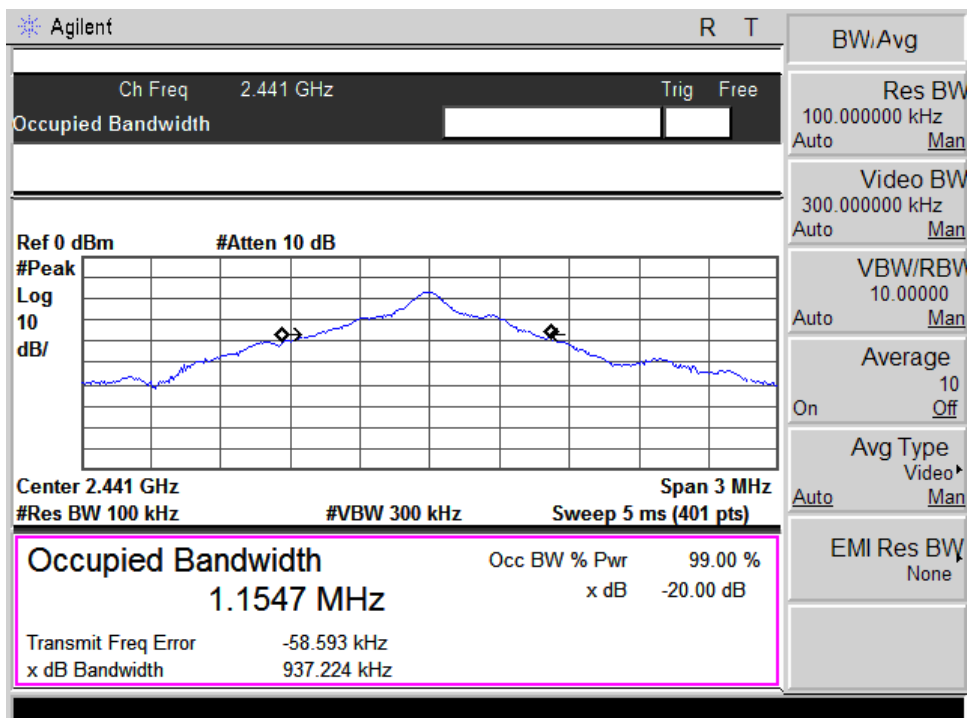 Agilent R T
Ch Freq 2.441 GHz Trig Free
Occupied Bandwidth
Ref 0 dBm #Atten 10 dB
#Peak
Log
10
dB/
Center 2.441 GHz Span 3 MHz
#Res BW 100 kHz #VBW 300 kHz Sweep 5 ms (401 pts)
Occupied Bandwidth
1.1547 MHz
Occ BW % Pwr 99.00 %
x dB -20.00 dB
Transmit Freq Error -58.593 kHz
x dB Bandwidth 937.224 kHz
BW/Avg
Res BW
100.000000 kHz
Auto Man
Video BW
300.000000 kHz
Auto Man
VBW/RBW
10.00000
Auto Man
Average
10
On Off
Avg Type
Video
Auto Man
EMI Res BW
None